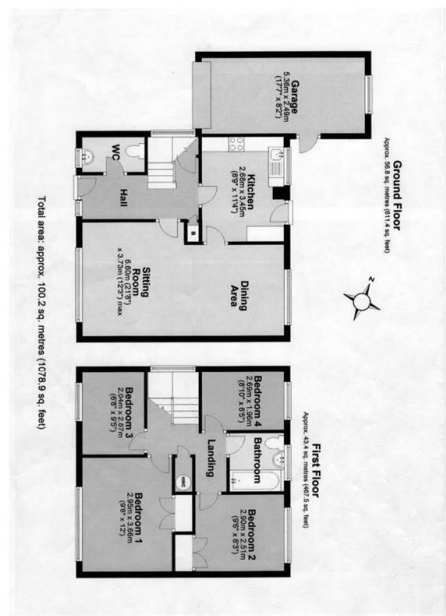 Ground Floor
Approx. 56.8 sq. metres (611.4 sq. feet)
Garage
5.36m x 2.49m
(17'7" x 8'2")
Kitchen
2.68m x 3.45m
(8'9" x 11'4")
WC
Hall
Dining
Area
Sitting
Room
6.60m (21'8")
x 3.73m (12'3") max
N
First Floor
Approx. 43.4 sq. metres (467.5 sq. feet)
Bedroom 4
2.69m x 1.96m
(8'10" x 6'5")
Bathroom
Landing
Bedroom 3
2.04m x 2.87m
(6'8" x 9'5")
Bedroom 2
2.90m x 2.51m
(9'6" x 8'3")
Bedroom 1
2.95m x 3.66m
(9'8" x 12')
Total area: approx. 100.2 sq. metres (1078.9 sq. feet)